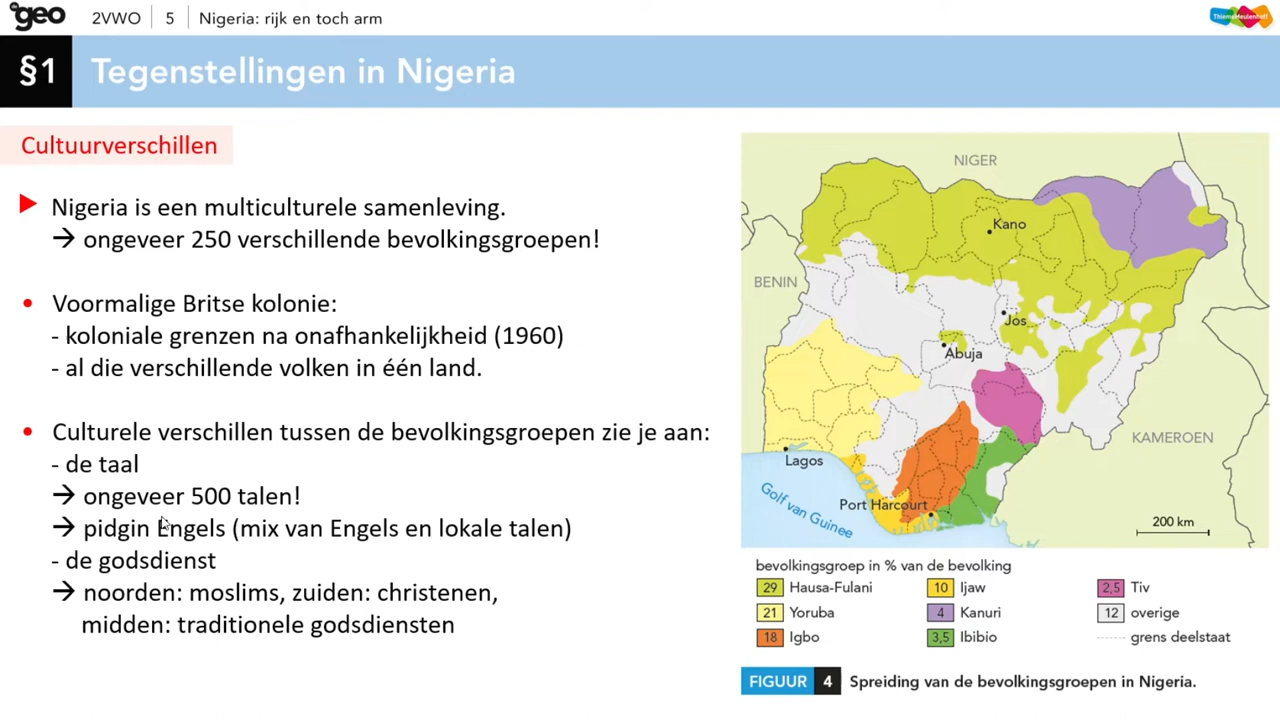 geo 2VWO 5 Nigeria: rijk en toch arm
ThiemeMeulenhoff
§1 Tegenstellingen in Nigeria
Cultuurverschillen
Nigeria is een multiculturele samenleving.
→ ongeveer 250 verschillende bevolkingsgroepen!
• Voormalige Britse kolonie:
- koloniale grenzen na onafhankelijkheid (1960)
- al die verschillende volken in één land.
• Culturele verschillen tussen de bevolkingsgroepen zie je aan:
- de taal
→ ongeveer 500 talen!
→ pidgin Engels (mix van Engels en lokale talen)
- de godsdienst
→ noorden: moslims, zuiden: christenen,
midden: traditionele godsdiensten
NIGER
Kano
BENIN
Jos
Abuja
KAMEROEN
Lagos
Golf van Guinee
Port Harcourt
200 km
bevolkingsgroep in % van de bevolking
29 Hausa-Fulani
21 Yoruba
18 Igbo
10 Ijaw
4 Kanuri
3,5 Ibibio
2,5 Tiv
12 overige
grens deelstaat
FIGUUR 4 Spreiding van de bevolkingsgroepen in Nigeria.